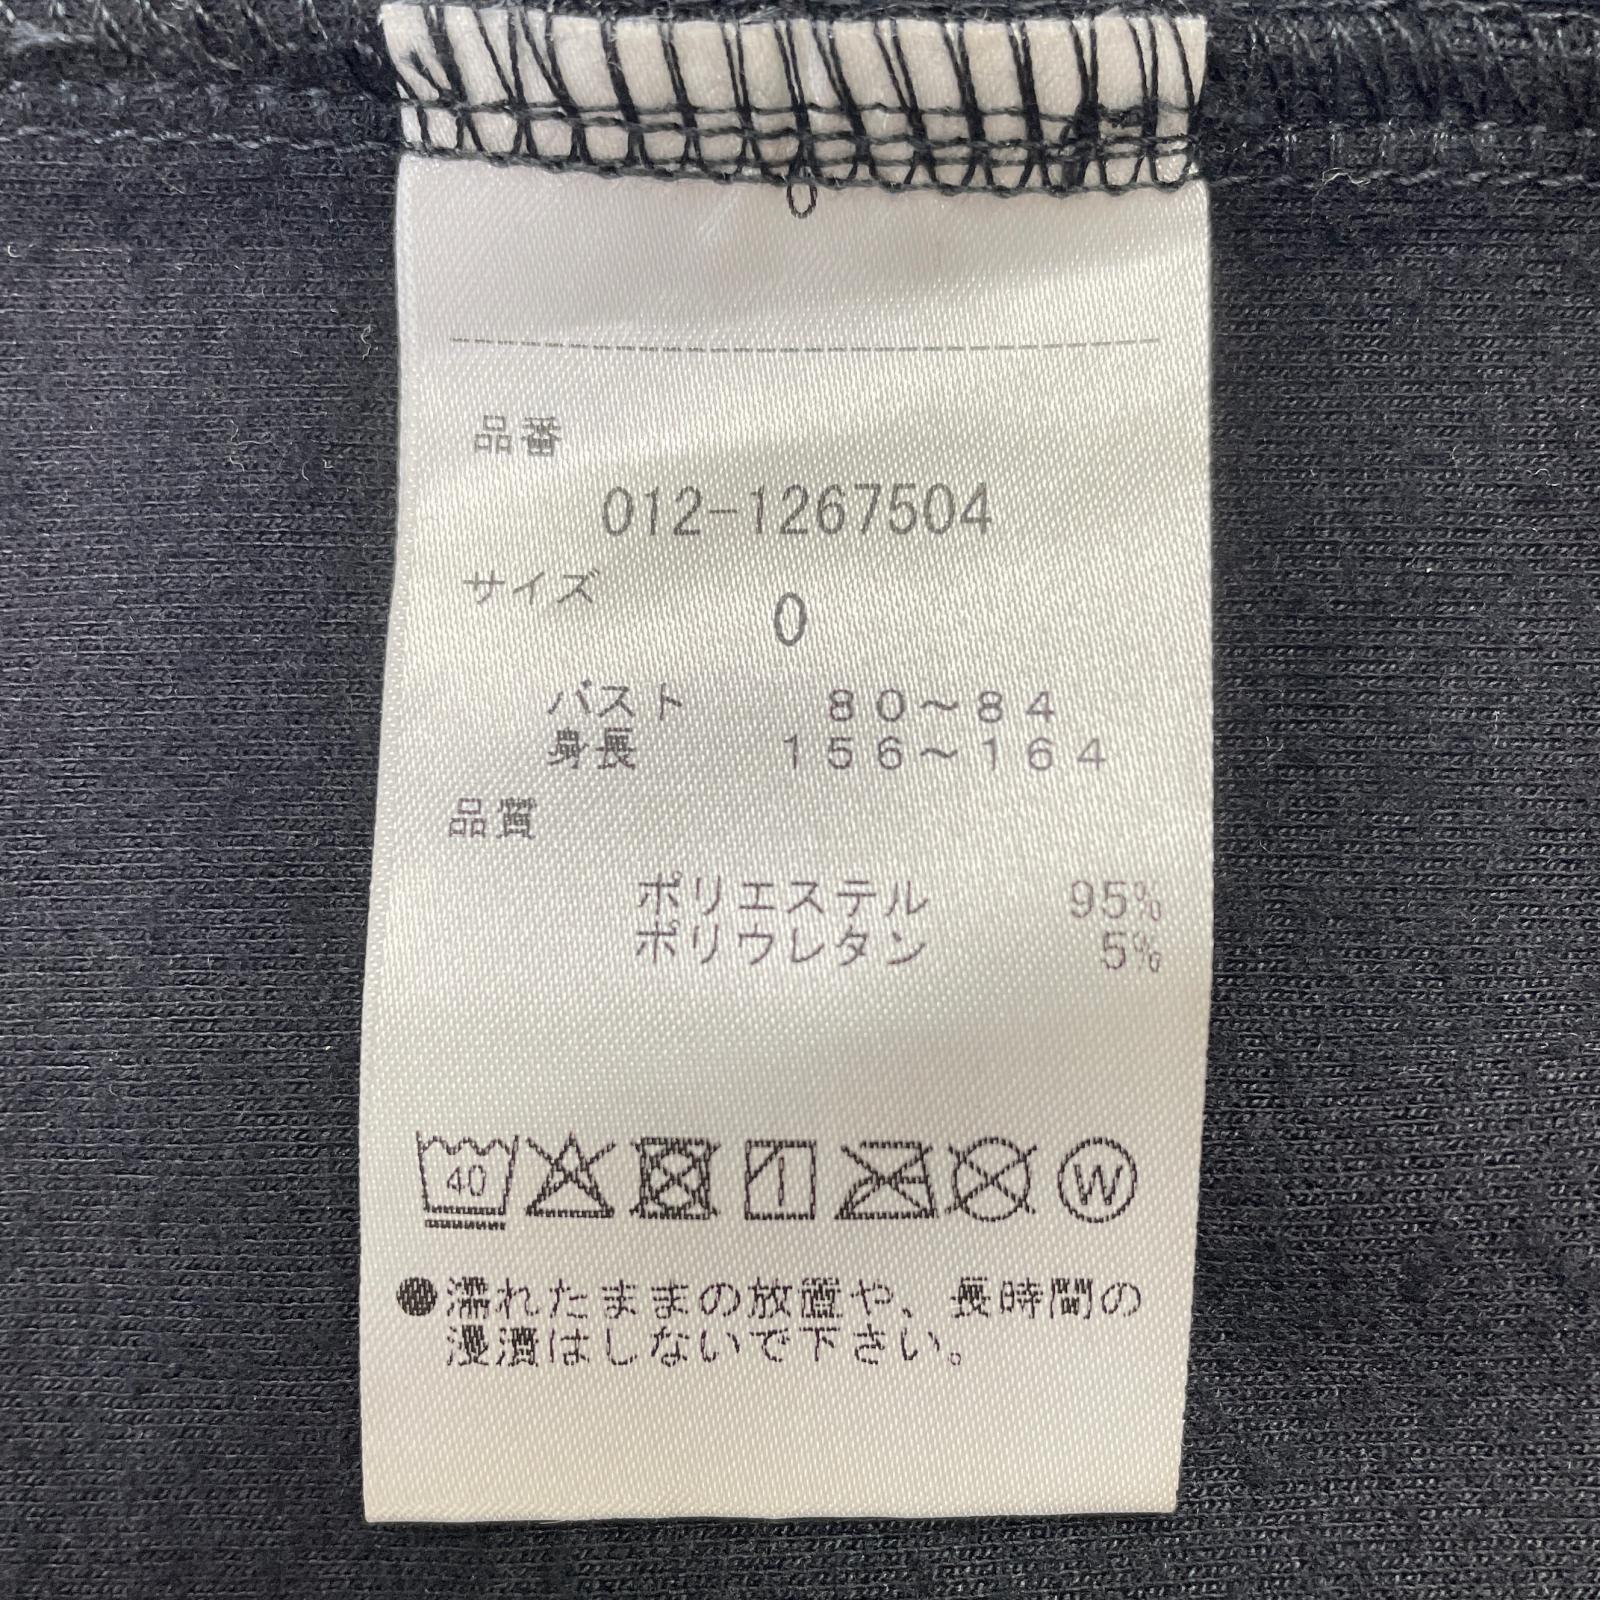 0
品番
012-1267504
サイズ
0
バスト 80～84
身長 156～164
品質
ポリエステル 95%
ポリウレタン 5%
40
W
●濡れたままの放置や、長時間の
浸漬はしないで下さい。